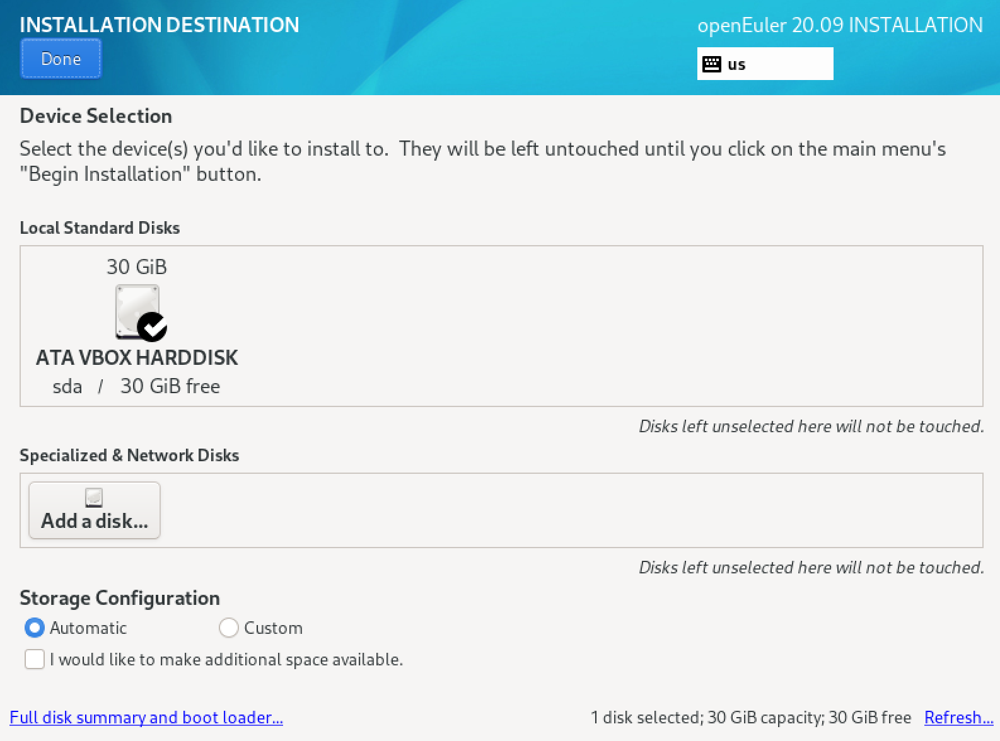 INSTALLATION DESTINATION
openEuler 20.09 INSTALLATION
Done
us
Device Selection
Select the device(s) you'd like to install to.  They will be left untouched until you click on the main menu's
"Begin Installation" button.
Local Standard Disks
30 GiB
ATA VBOX HARDDISK
sda / 30 GiB free
Disks left unselected here will not be touched.
Specialized & Network Disks
Add a disk...
Disks left unselected here will not be touched.
Storage Configuration
Automatic Custom
I would like to make additional space available.
Full disk summary and boot loader... 1 disk selected; 30 GiB capacity; 30 GiB free Refresh...